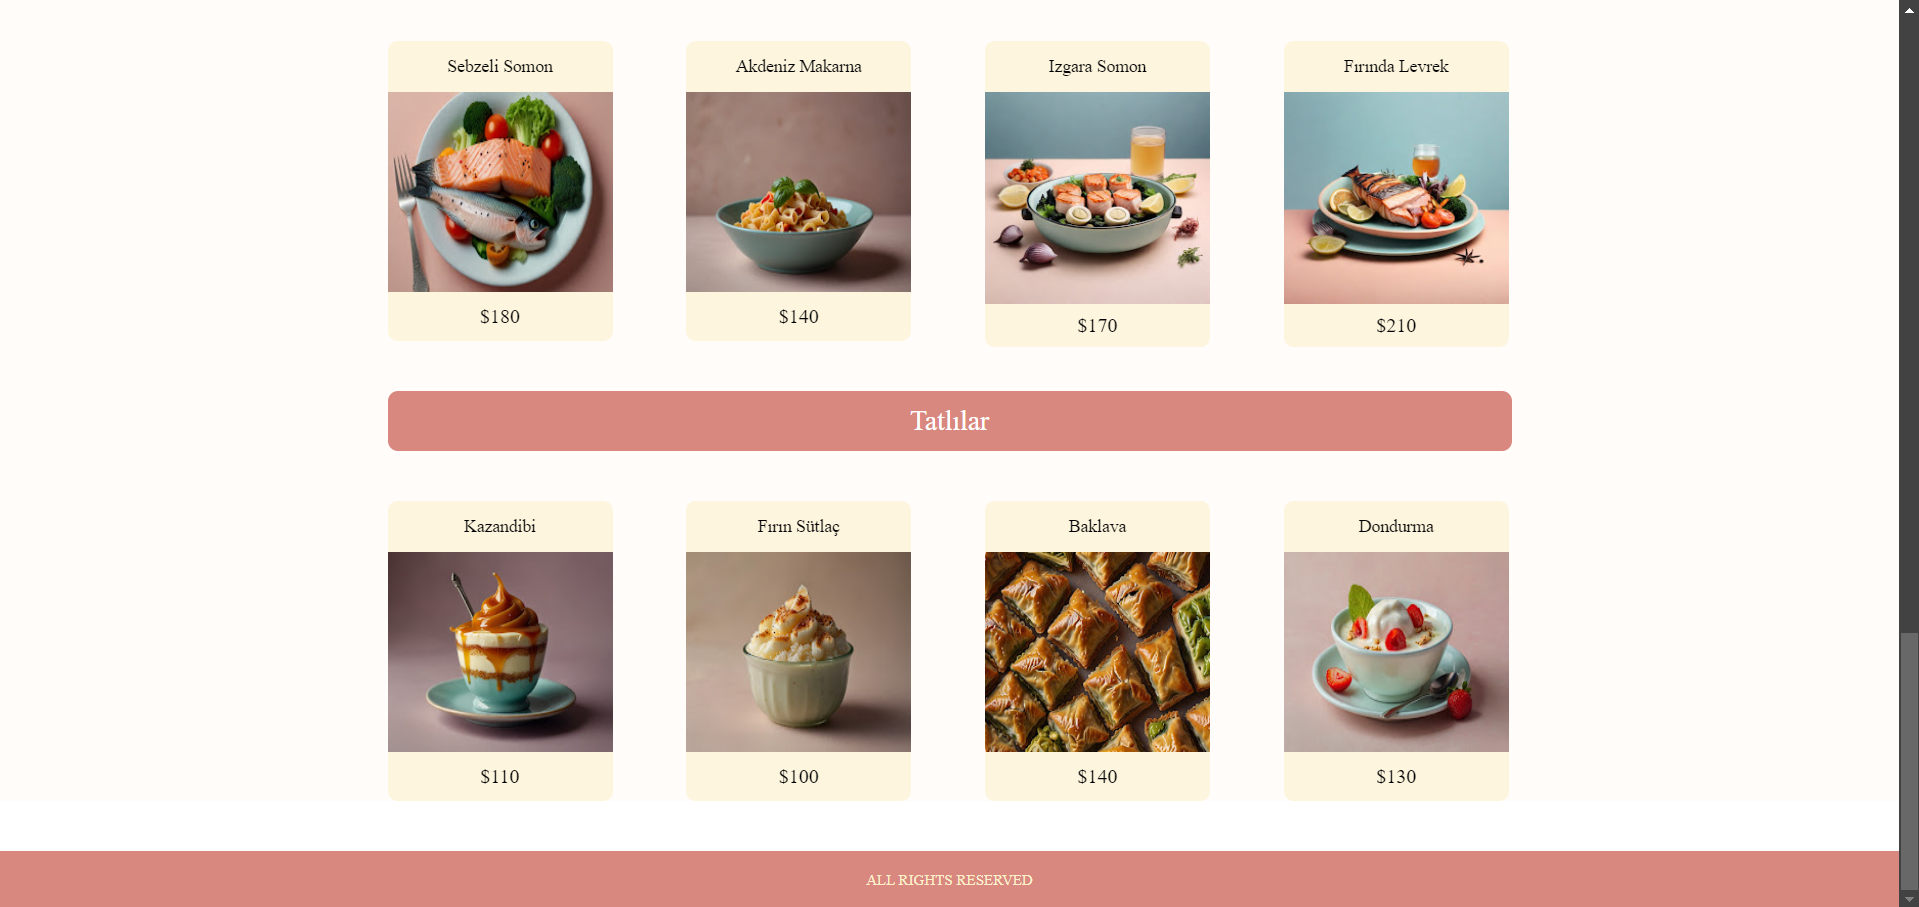 Sebzeli Somon
Akdeniz Makarna
Izgara Somon
Fırında Levrek
$180
$140
$170
$210
Tatlılar
Kazandibi
Fırın Sütlaç
Baklava
Dondurma
$110
$100
$140
$130
ALL RIGHTS RESERVED